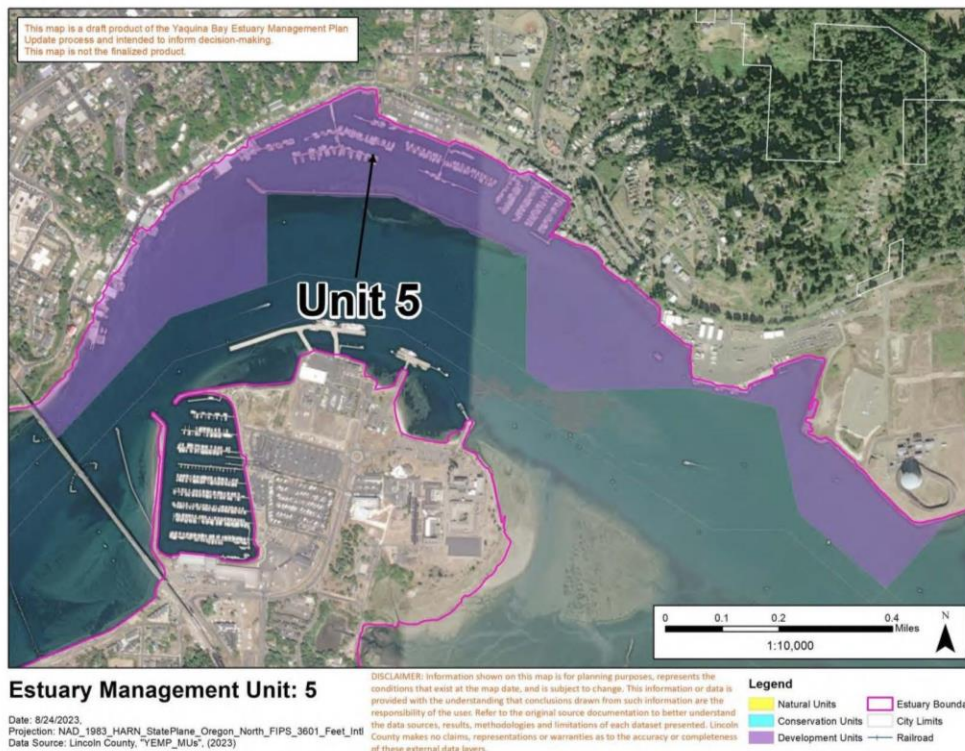 This map is a draft product of the Yaquina Bay Estuary Management Plan
Update process and intended to inform decision-making.
This map is not the finalized product.
Unit 5
0 0.1 0.2 0.4
Miles
1:10,000
N
Estuary Management Unit: 5
Date: 8/24/2023,
Projection: NAD_1983_HARN_StatePlane_Oregon_North_FIPS_3601_Feet_Intl
Data Source: Lincoln County, "YEMP_MUs", (2023)
DISCLAIMER: Information shown on this map is for planning purposes, represents the
conditions that exist at the map date, and is subject to change. This information or data is
provided with the understanding that conclusions drawn from such information are the
responsibility of the user. Refer to the original source documentation to better understand
the data sources, results, methodologies and limitations of each dataset presented. Lincoln
County makes no claims, representations or warranties as to the accuracy or completeness
of these external data layers.
Legend
Natural Units
Conservation Units
Development Units
Estuary Bounda
City Limits
Railroad